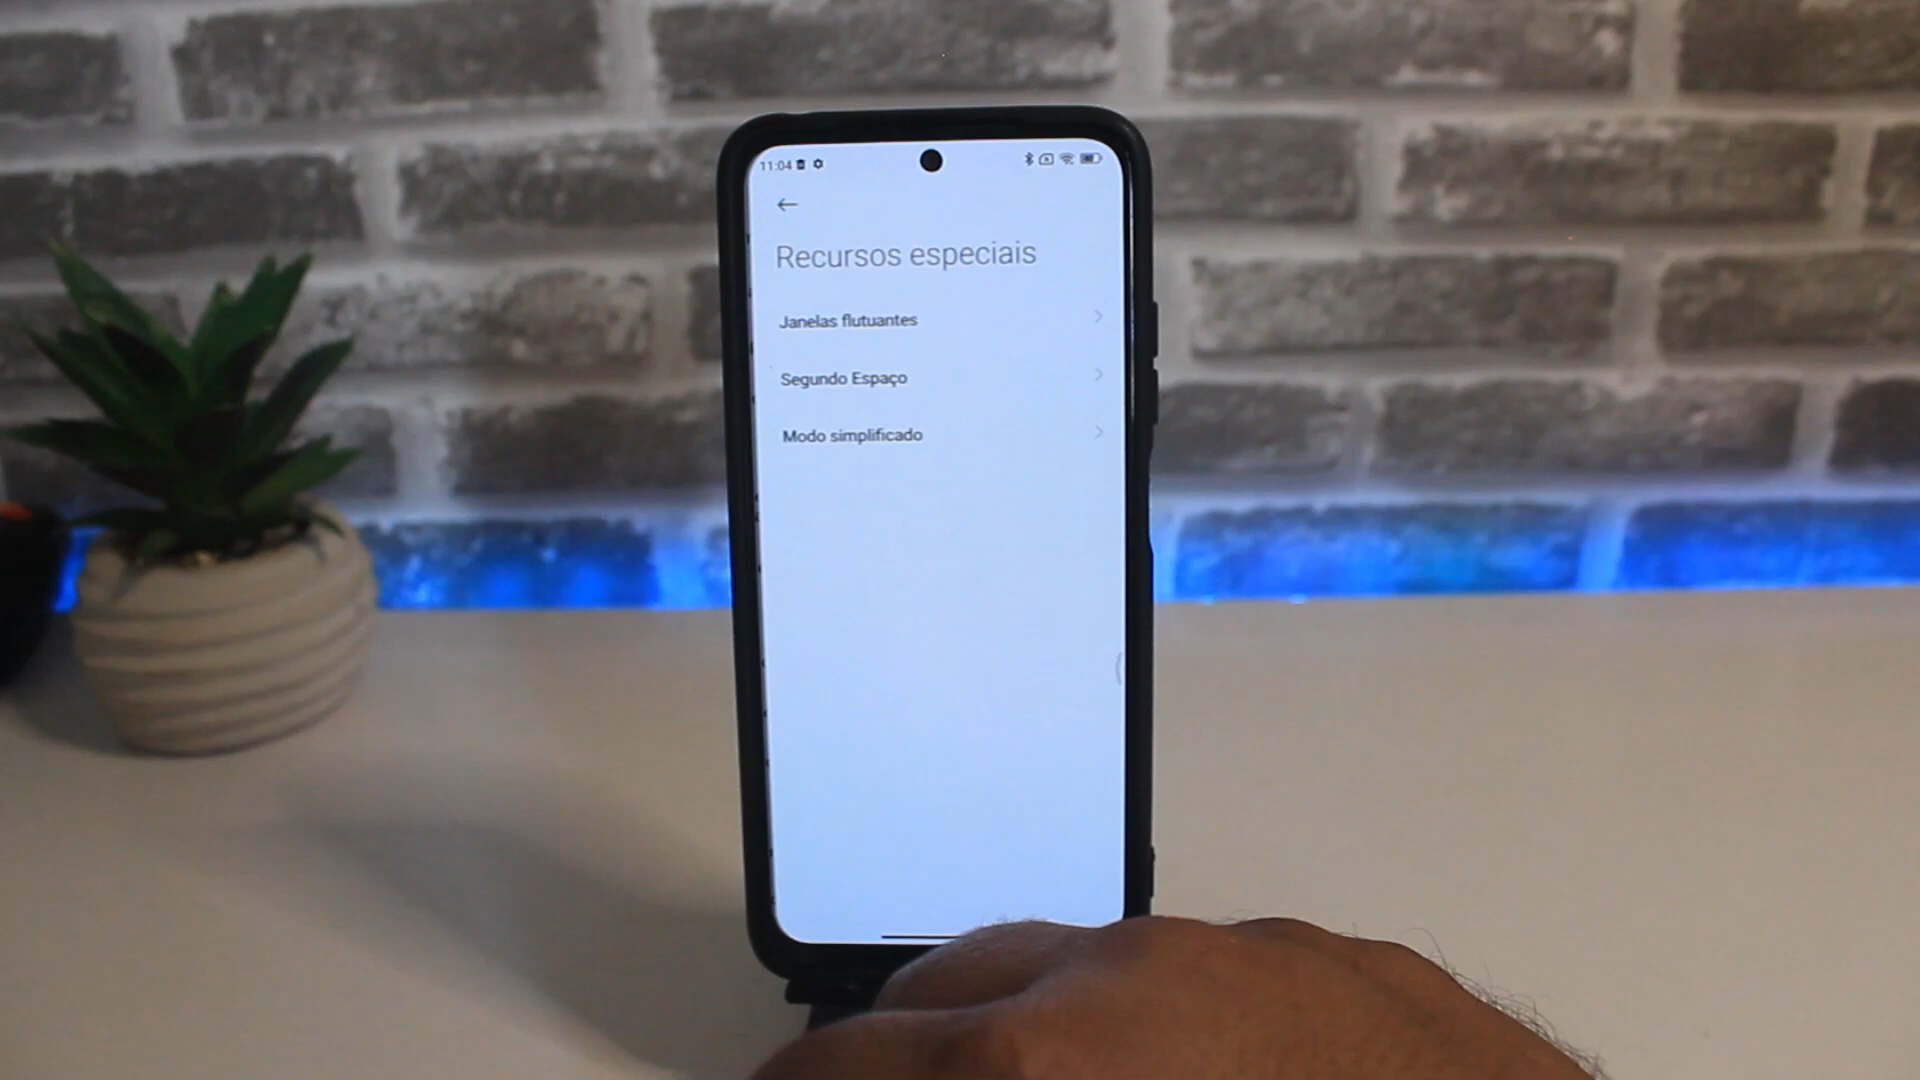 11:04
Recursos especiais
Janelas flutuantes
Segundo Espaço
Modo simplificado